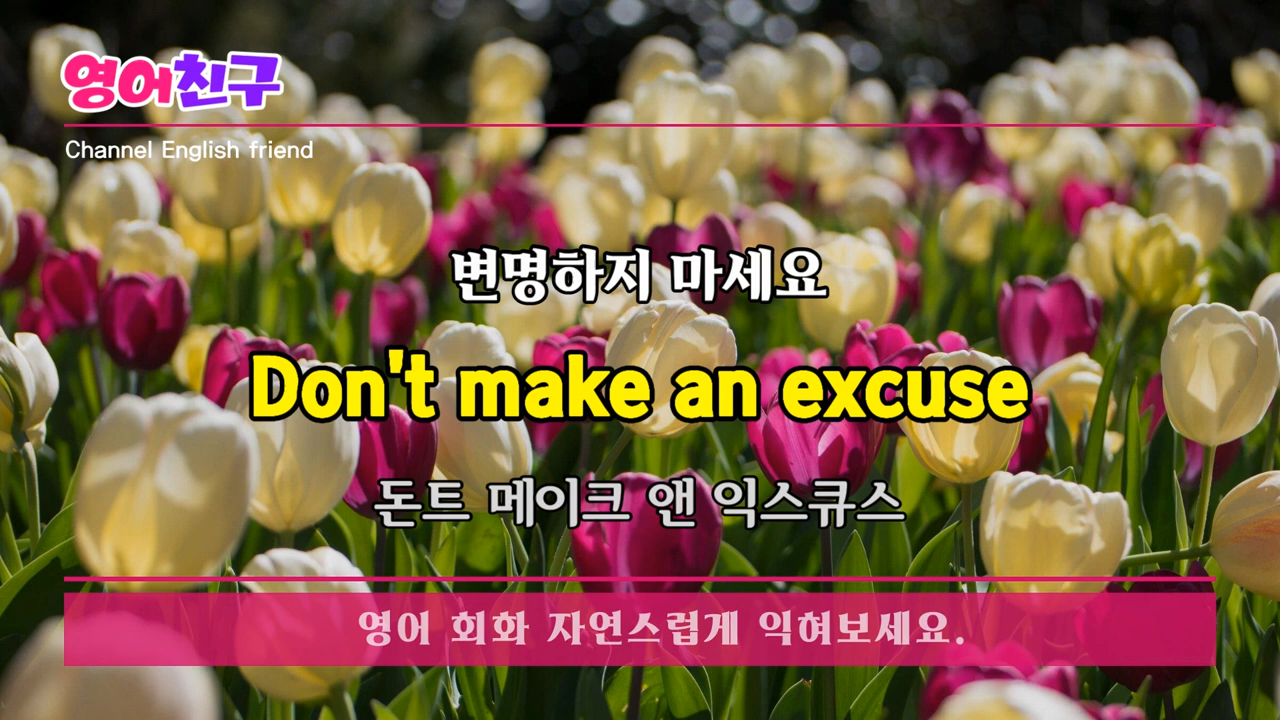 영어친구
Channel English friend
변명하지 마세요
Don't make an excuse
돈트 메이크 앤 익스큐스
영어 회화 자연스럽게 익혀보세요.